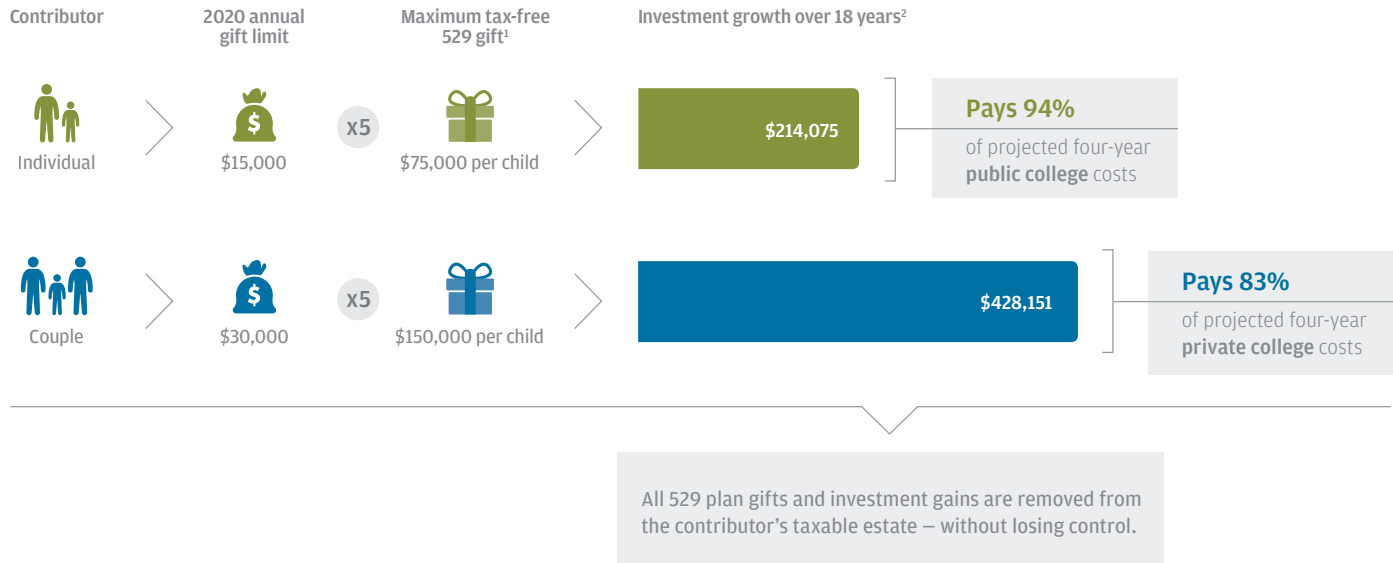 Contributor
2020 annual
gift limit
Maximum tax-free
529 gift¹
Investment growth over 18 years²
Individual
$
$15,000
x5
$75,000 per child
$214,075
Pays 94%
of projected four-year
public college costs
Couple
$
$30,000
x5
$150,000 per child
$428,151
Pays 83%
of projected four-year
private college costs
All 529 plan gifts and investment gains are removed from
the contributor’s taxable estate — without losing control.